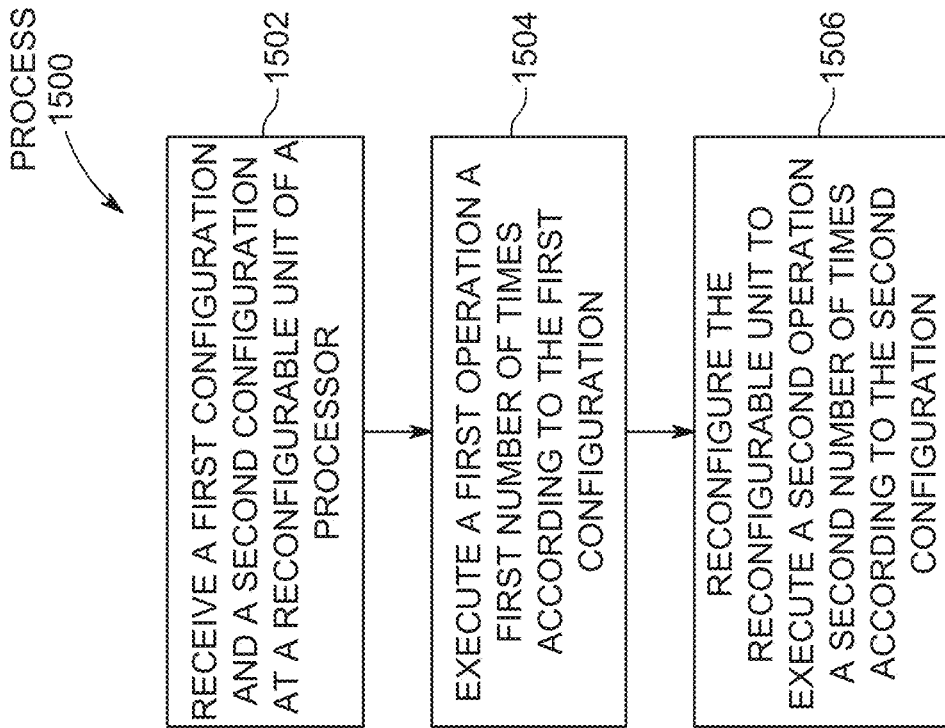 PROCESS
1500
RECEIVE A FIRST CONFIGURATION
AND A SECOND CONFIGURATION
AT A RECONFIGURABLE UNIT OF A
PROCESSOR
1502
EXECUTE A FIRST OPERATION A
FIRST NUMBER OF TIMES
ACCORDING TO THE FIRST
CONFIGURATION
1504
RECONFIGURE THE
RECONFIGURABLE UNIT TO
EXECUTE A SECOND OPERATION
A SECOND NUMBER OF TIMES
ACCORDING TO THE SECOND
CONFIGURATION
1506